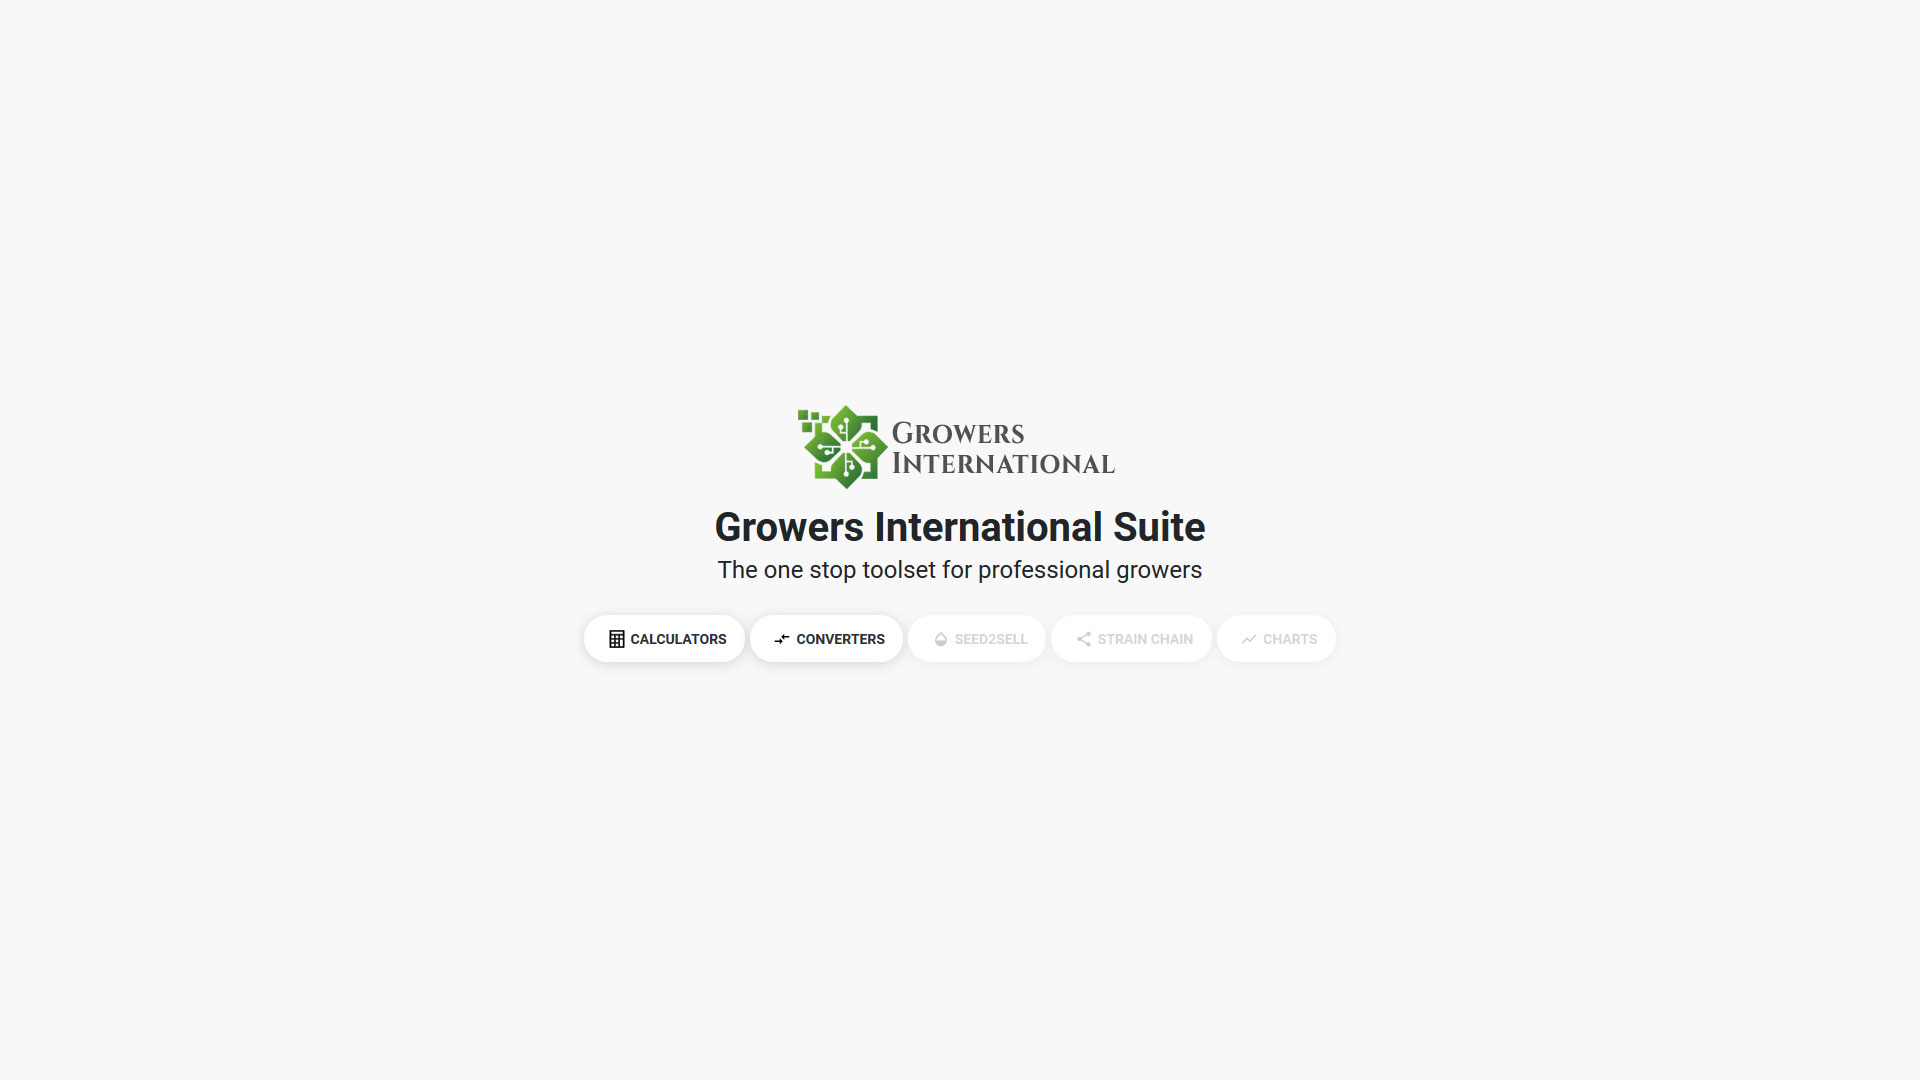 GROWERS
INTERNATIONAL
Growers International Suite
The one stop toolset for professional growers
CALCULATORS CONVERTERS SEED2SELL STRAIN CHAIN CHARTS